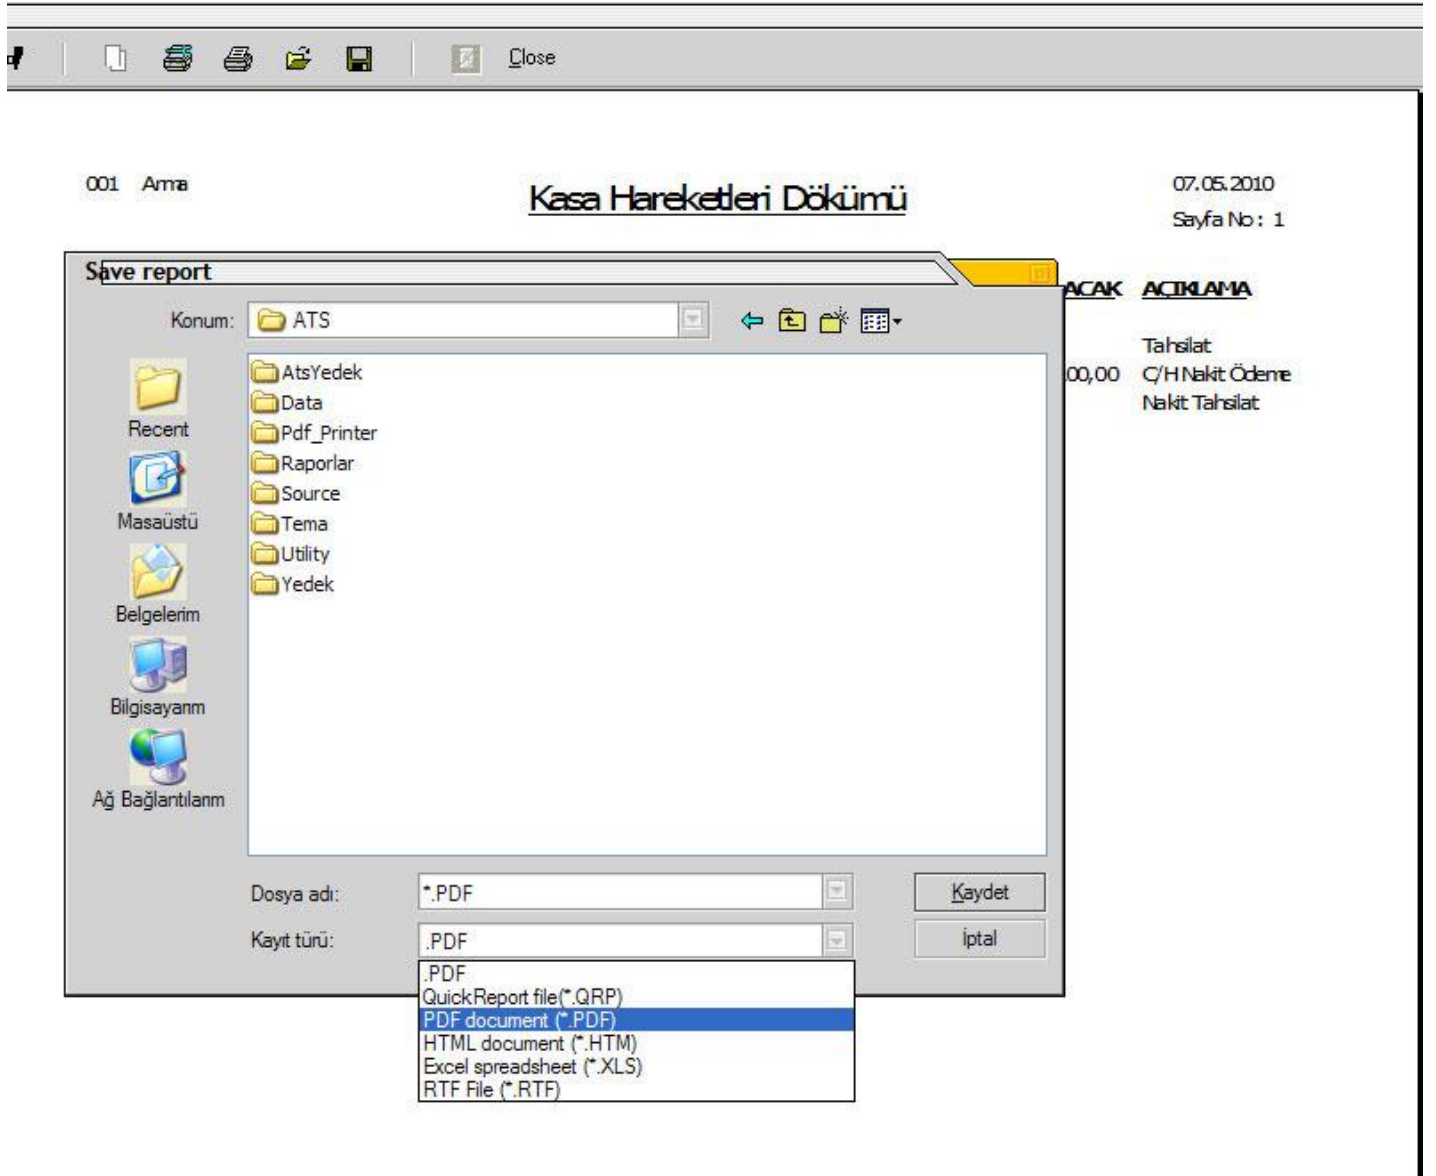 Close
001 Arma
Kasa Hareketleri Dökümü
07.05.2010
Sayfa No : 1
Save report
ACAK AÇIKLAMA
Konum: ATS
Tahsilat
00,00 C/H Nakit Ödeme
Nakit Tahsilat
AtsYedek
Data
Pdf_Printer
Raporlar
Source
Tema
Utility
Yedek
Recent
Masaüstü
Belgelerim
Bilgisayarım
Ağ Bağlantılarım
Dosya adı: *.PDF Kaydet
Kayıt türü: .PDF İptal
.PDF
QuickReport file(*.QRP)
PDF document (*.PDF)
HTML document (*.HTM)
Excel spreadsheet (*.XLS)
RTF File (*.RTF)